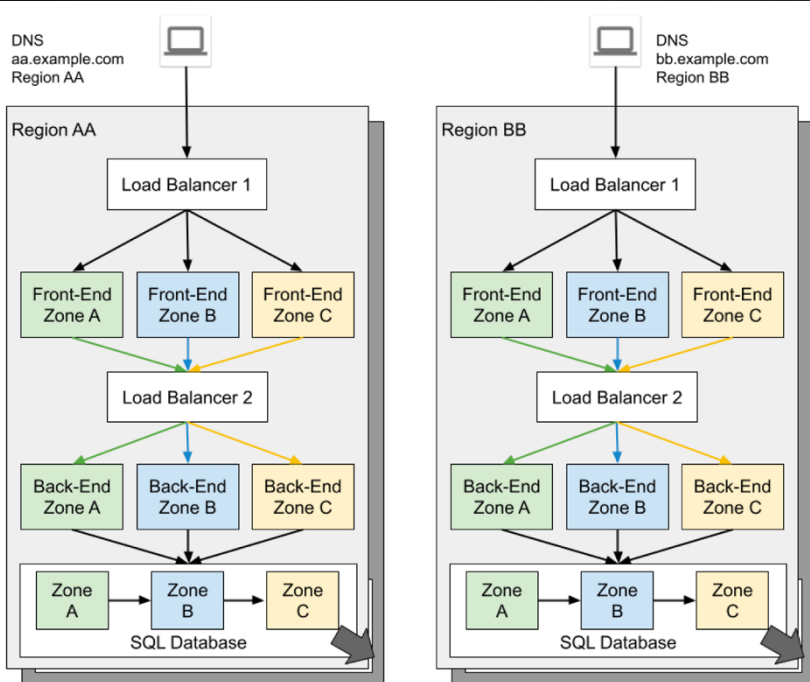 DNS
aa.example.com
Region AA
DNS
bb.example.com
Region BB
Region AA
Load Balancer 1
Front-End
Zone A
Front-End
Zone B
Front-End
Zone C
Load Balancer 2
Back-End
Zone A
Back-End
Zone B
Back-End
Zone C
Zone
A
Zone
B
Zone
C
SQL Database
Region BB
Load Balancer 1
Front-End
Zone A
Front-End
Zone B
Front-End
Zone C
Load Balancer 2
Back-End
Zone A
Back-End
Zone B
Back-End
Zone C
Zone
A
Zone
B
Zone
C
SQL Database